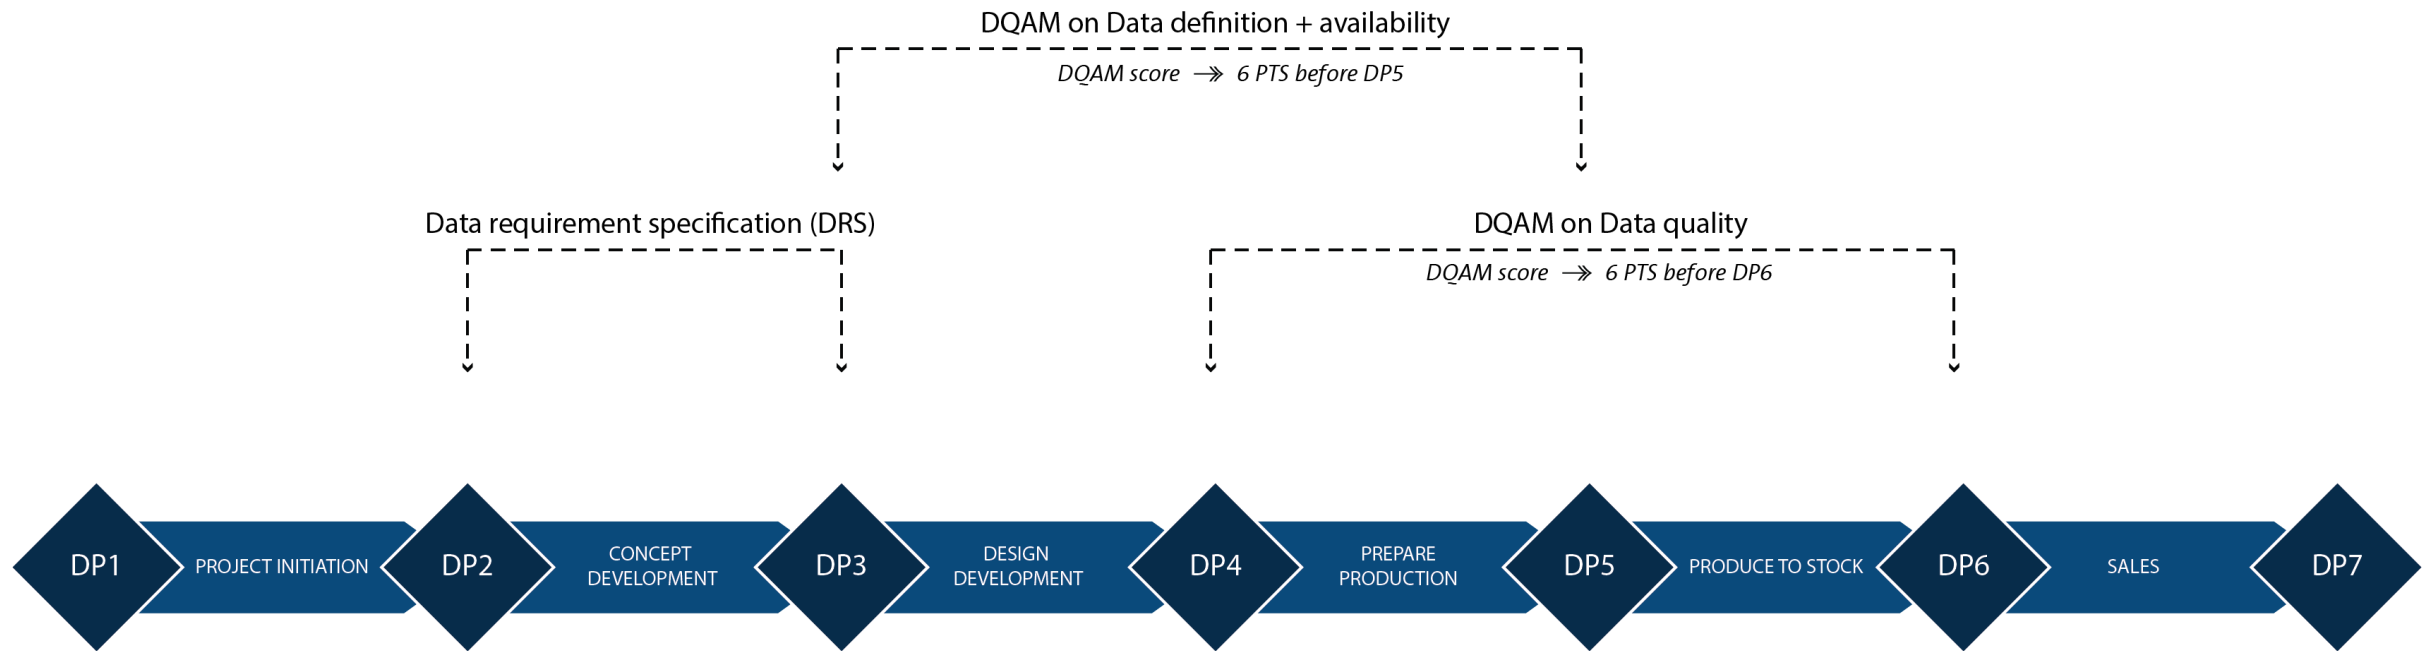 DQAM on Data definition + availability
DQAM score ↠ 6 PTS before DP5
Data requirement specification (DRS)
DQAM on Data quality
DQAM score ↠ 6 PTS before DP6
DP1
PROJECT INITIATION
DP2
CONCEPT
DEVELOPMENT
DP3
DESIGN
DEVELOPMENT
DP4
PREPARE
PRODUCTION
DP5
PRODUCE TO STOCK
DP6
SALES
DP7